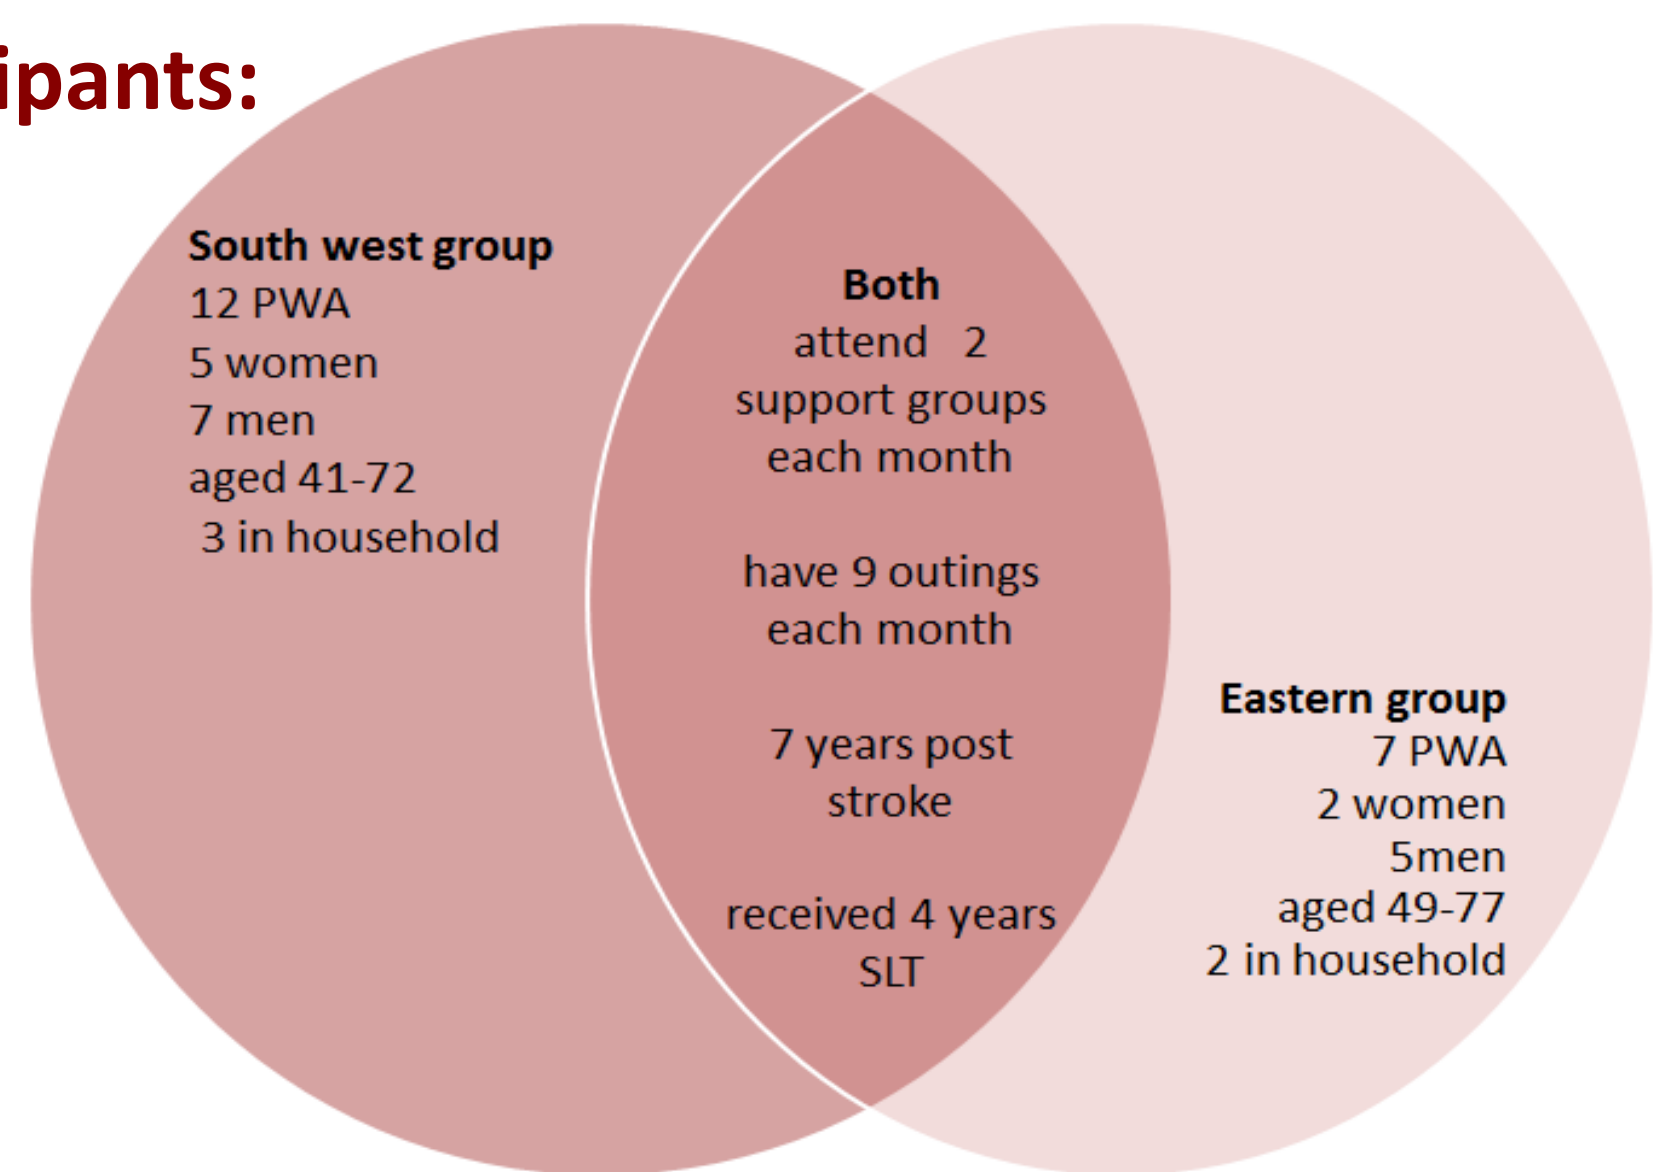 ipants:
South west group
12 PWA
5 women
7 men
aged 41-72
3 in household
Both
attend 2
support groups
each month
have 9 outings
each month
7 years post
stroke
received 4 years
SLT
Eastern group
7 PWA
2 women
5men
aged 49-77
2 in household